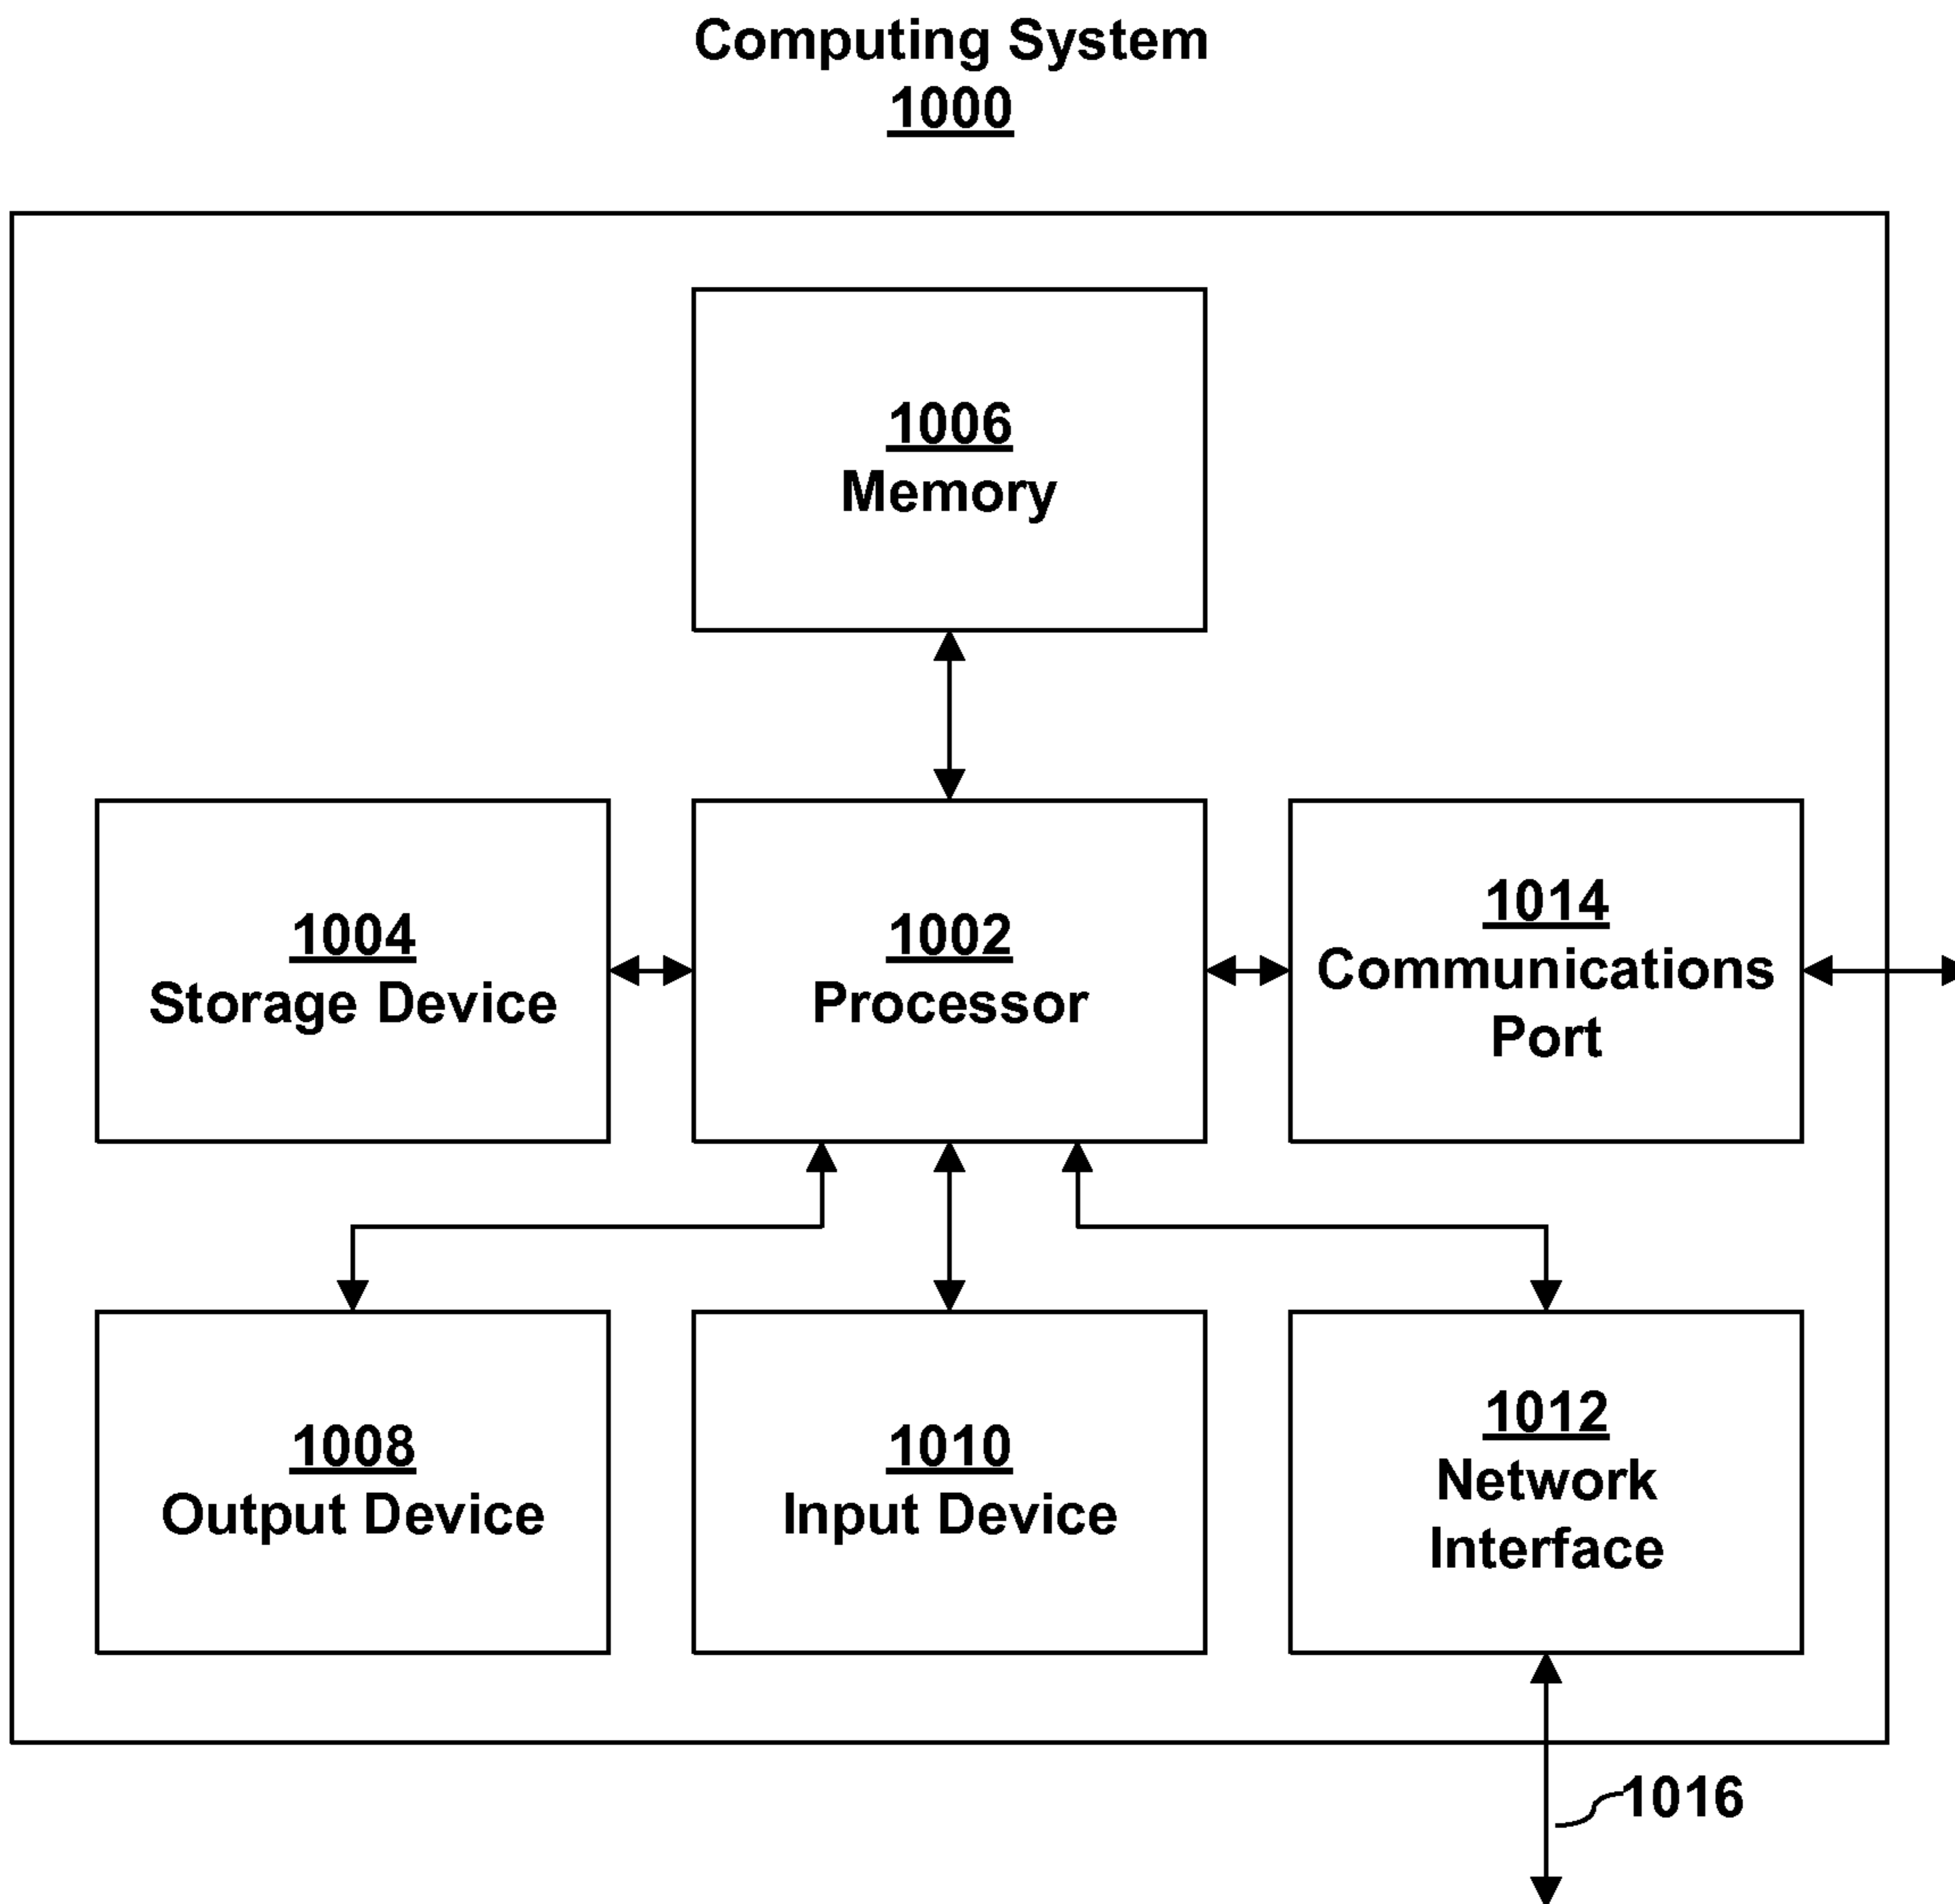 Computing System
1000
1006
Memory
1004
Storage Device
1002
Processor
1014
Communications
Port
1008
Output Device
1010
Input Device
1012
Network
Interface
1016